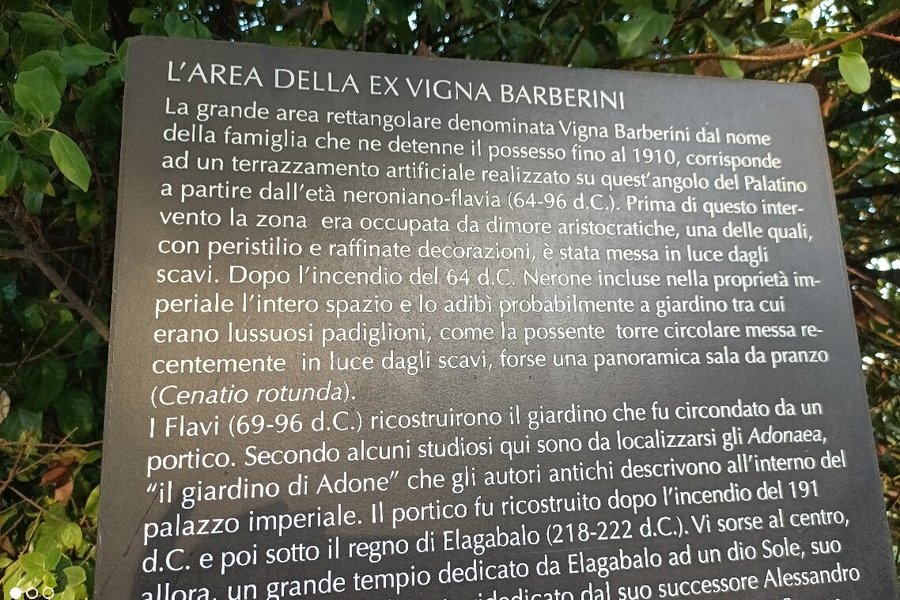 L'AREA DELLA EX VIGNA BARBERINI
La grande area rettangolare denominata Vigna Barberini dal nome
della famiglia che ne detenne il possesso fino al 1910, corrisponde
ad un terrazzamento artificiale realizzato su quest'angolo del Palatino
a partire dall'età neroniano-flavia (64-96 d.C.). Prima di questo inter-
vento la zona era occupata da dimore aristocratiche, una delle quali,
con peristilio e raffinate decorazioni, è stata messa in luce dagli
scavi. Dopo l'incendio del 64 d.C. Nerone incluse nella proprietà im-
periale l'intero spazio e lo adibì probabilmente a giardino tra cui
erano lussuosi padiglioni, come la possente torre circolare messa re-
centemente in luce dagli scavi, forse una panoramica sala da pranzo
(Cenatio rotunda).
I Flavi (69-96 d.C.) ricostruirono il giardino che fu circondato da un
portico. Secondo alcuni studiosi qui sono da localizzarsi gli Adonaea,
"il giardino di Adone" che gli autori antichi descrivono all'interno del
palazzo imperiale. Il portico fu ricostruito dopo l'incendio del 191
d.C. e poi sotto il regno di Elagabalo (218-222 d.C.). Vi sorse al centro,
allora, un grande tempio dedicato da Elagabalo ad un dio Sole, suo
dal suo successore Alessandro